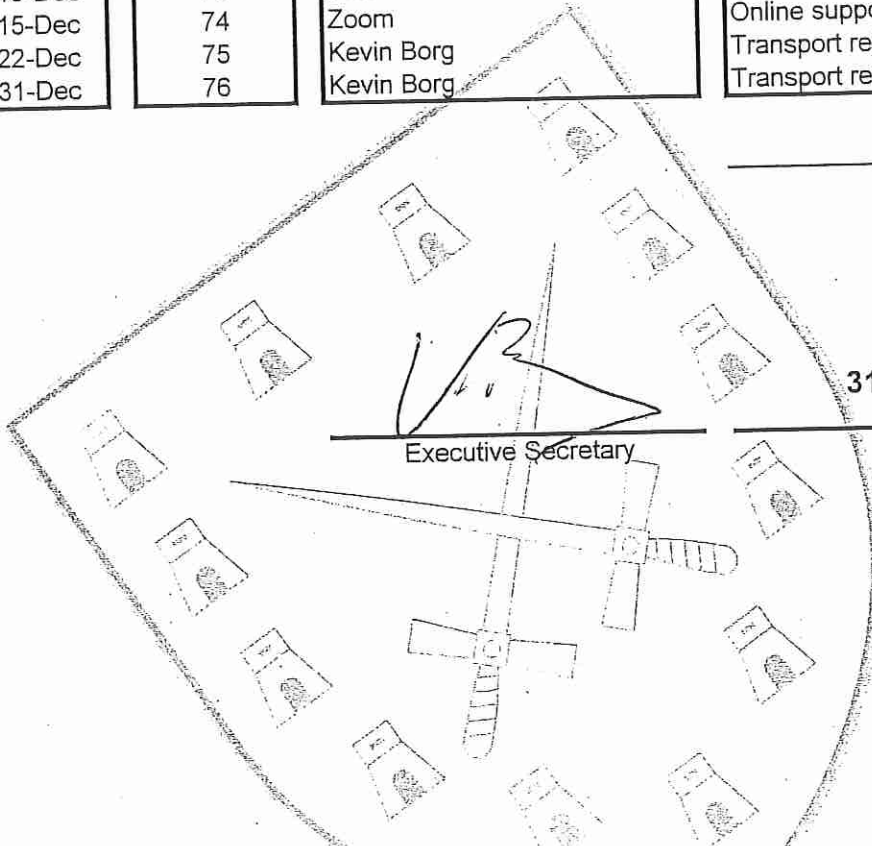 15-Dec 74 Zoom Online suppo
22-Dec 75 Kevin Borg Transport re
31-Dec 76 Kevin Borg Transport re
31
Executive Secretary